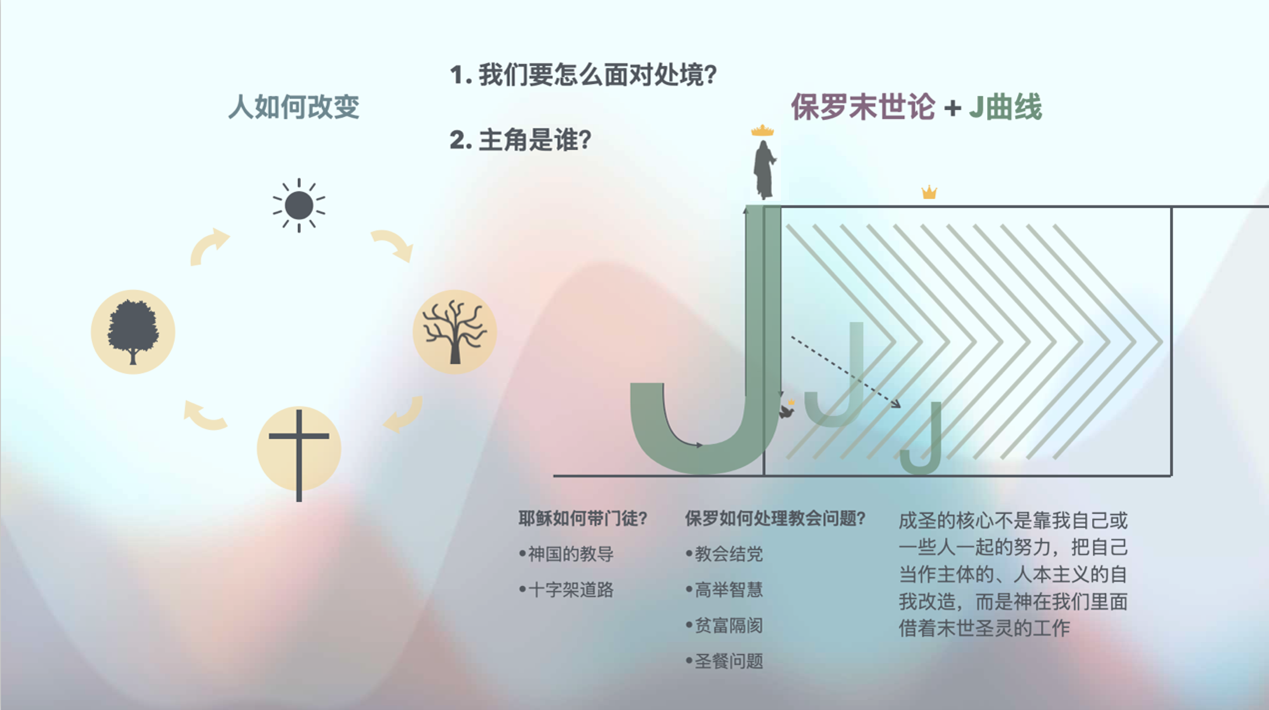 1. 我们要怎么面对处境?
人如何改变
保罗末世论 + J曲线
2. 主角是谁?
J
J
J
耶稣如何带门徒?
•神国的教导
•十字架道路
保罗如何处理教会问题?
•教会结党
•高举智慧
•贫富隔阂
•圣餐问题
成圣的核心不是靠我自己或
一些人一起的努力，把自己
当作主体的、人本主义的自
我改造，而是神在我们里面
借着末世圣灵的工作